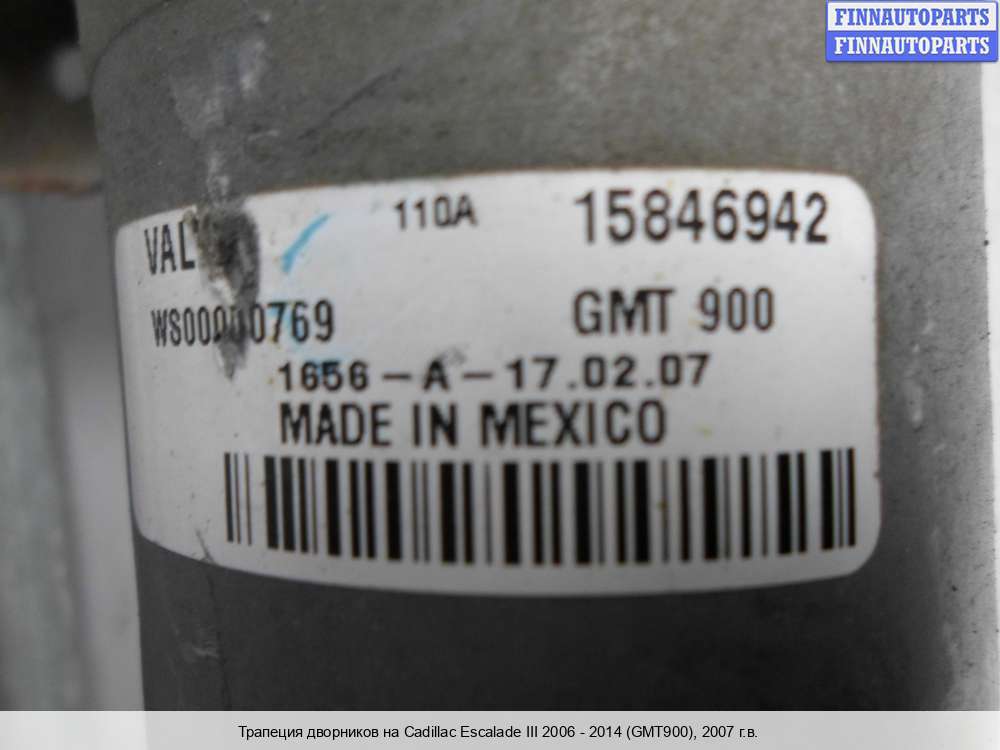 FINNAUTOPARTS
FINNAUTOPARTS
110A 15846942
GMT 900
1656-A-17.02.07
MADE IN MEXICO
Трапеция дворников на Cadillac Escalade III 2006 - 2014 (GMT900), 2007 г.в.